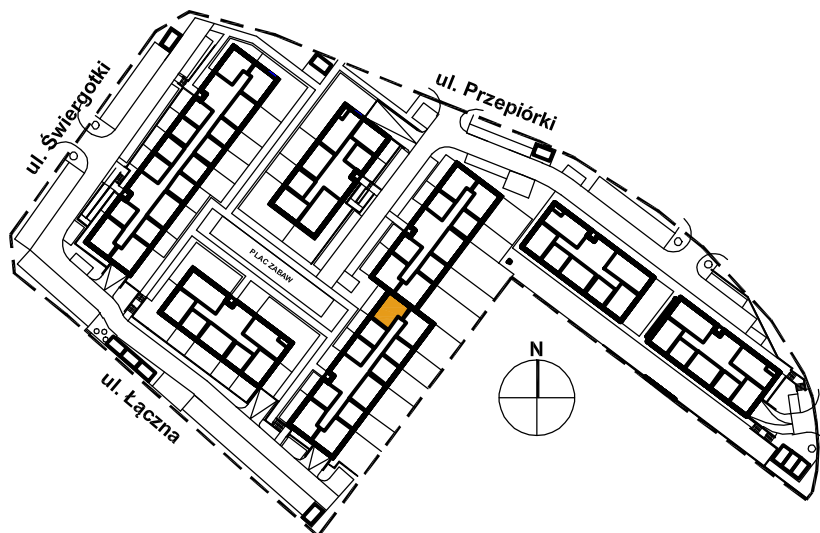 ul. Świergotki
ul. Przepiórki
PLAC ZABAW
N
ul. Łączna